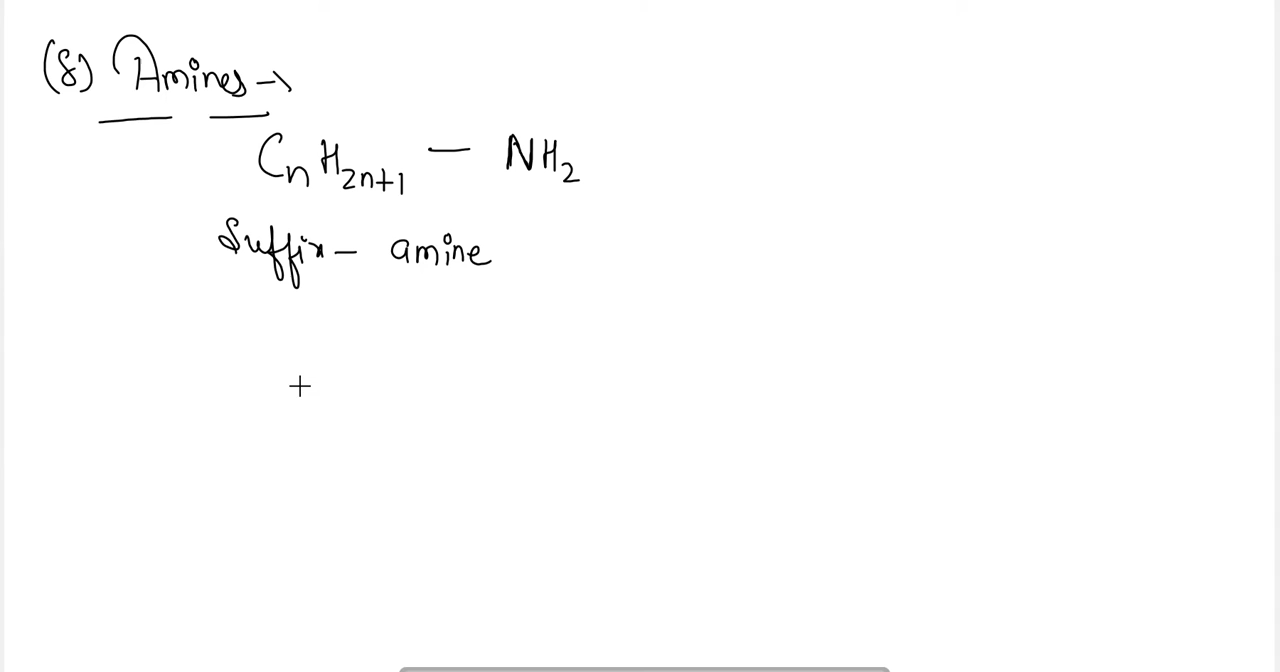 (8) Amines →
CnH2n+1 — NH2
Suffix - amine